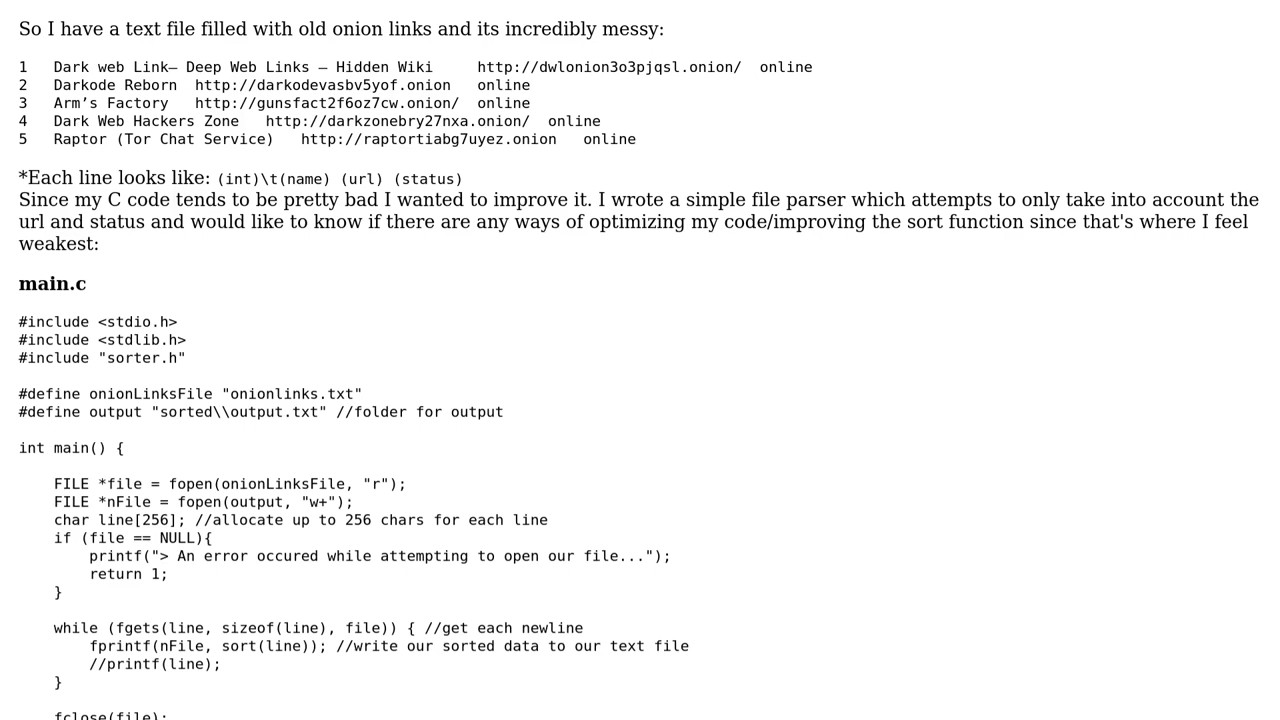 So I have a text file filled with old onion links and its incredibly messy:
1   Dark web Link– Deep Web Links – Hidden Wiki     http://dwlonion3o3pjqsl.onion/  online
2   Darkode Reborn  http://darkodevasbv5yof.onion   online
3   Arm’s Factory   http://gunsfact2f6oz7cw.onion/  online
4   Dark Web Hackers Zone   http://darkzonebry27nxa.onion/  online
5   Raptor (Tor Chat Service)   http://raptortiabg7uyez.onion   online
*Each line looks like: (int)\t(name) (url) (status)
Since my C code tends to be pretty bad I wanted to improve it. I wrote a simple file parser which attempts to only take into account the
url and status and would like to know if there are any ways of optimizing my code/improving the sort function since that's where I feel
weakest:
main.c
#include <stdio.h>
#include <stdlib.h>
#include "sorter.h"
#define onionLinksFile "onionlinks.txt"
#define output "sorted\\output.txt" //folder for output
int main() {
    FILE *file = fopen(onionLinksFile, "r");
    FILE *nFile = fopen(output, "w+");
    char line[256]; //allocate up to 256 chars for each line
    if (file == NULL){
        printf("> An error occured while attempting to open our file...");
        return 1;
    }
    while (fgets(line, sizeof(line), file)) { //get each newline
        fprintf(nFile, sort(line)); //write our sorted data to our text file
        //printf(line);
    }
    fclose(file);